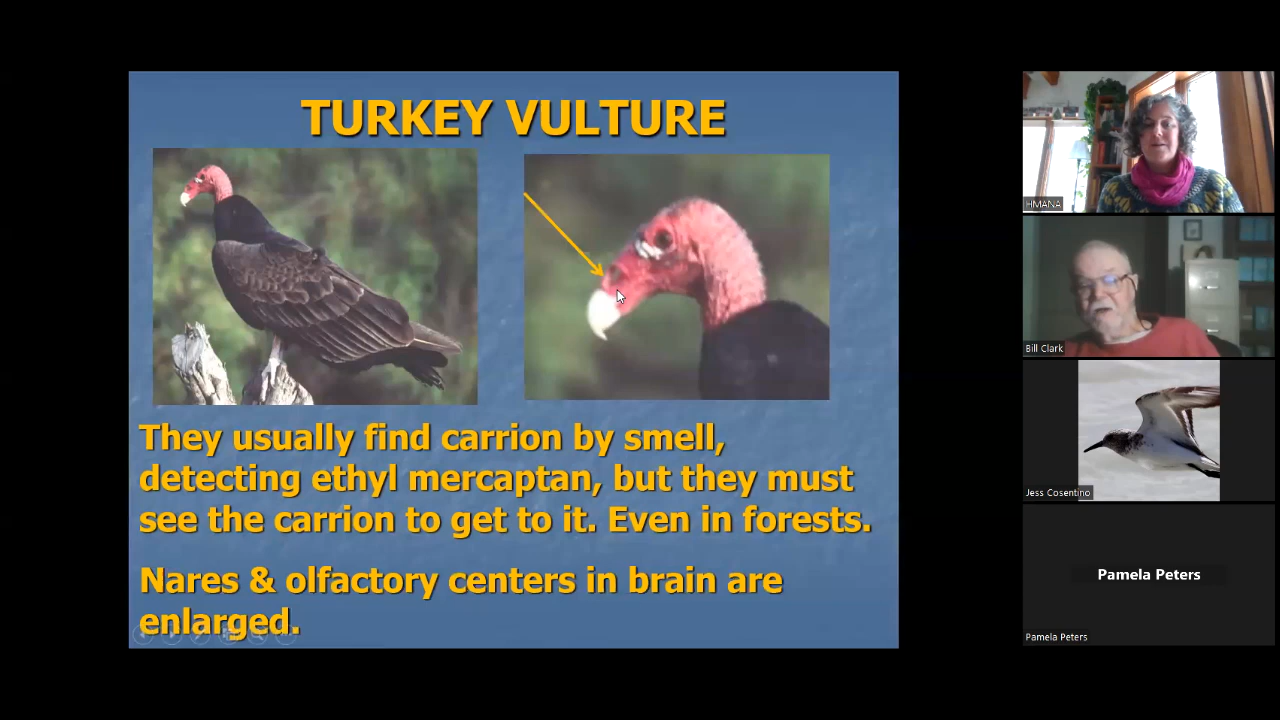 TURKEY VULTURE
They usually find carrion by smell,
detecting ethyl mercaptan, but they must
see the carrion to get to it. Even in forests.
Nares & olfactory centers in brain are
enlarged.
HMANA
Bill Clark
Jess Cosentino
Pamela Peters
Pamela Peters